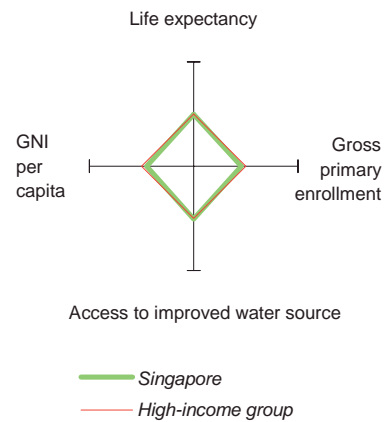 Life expectancy
GNI
per
capita
Gross
primary
enrollment
Access to improved water source
Singapore
High-income group